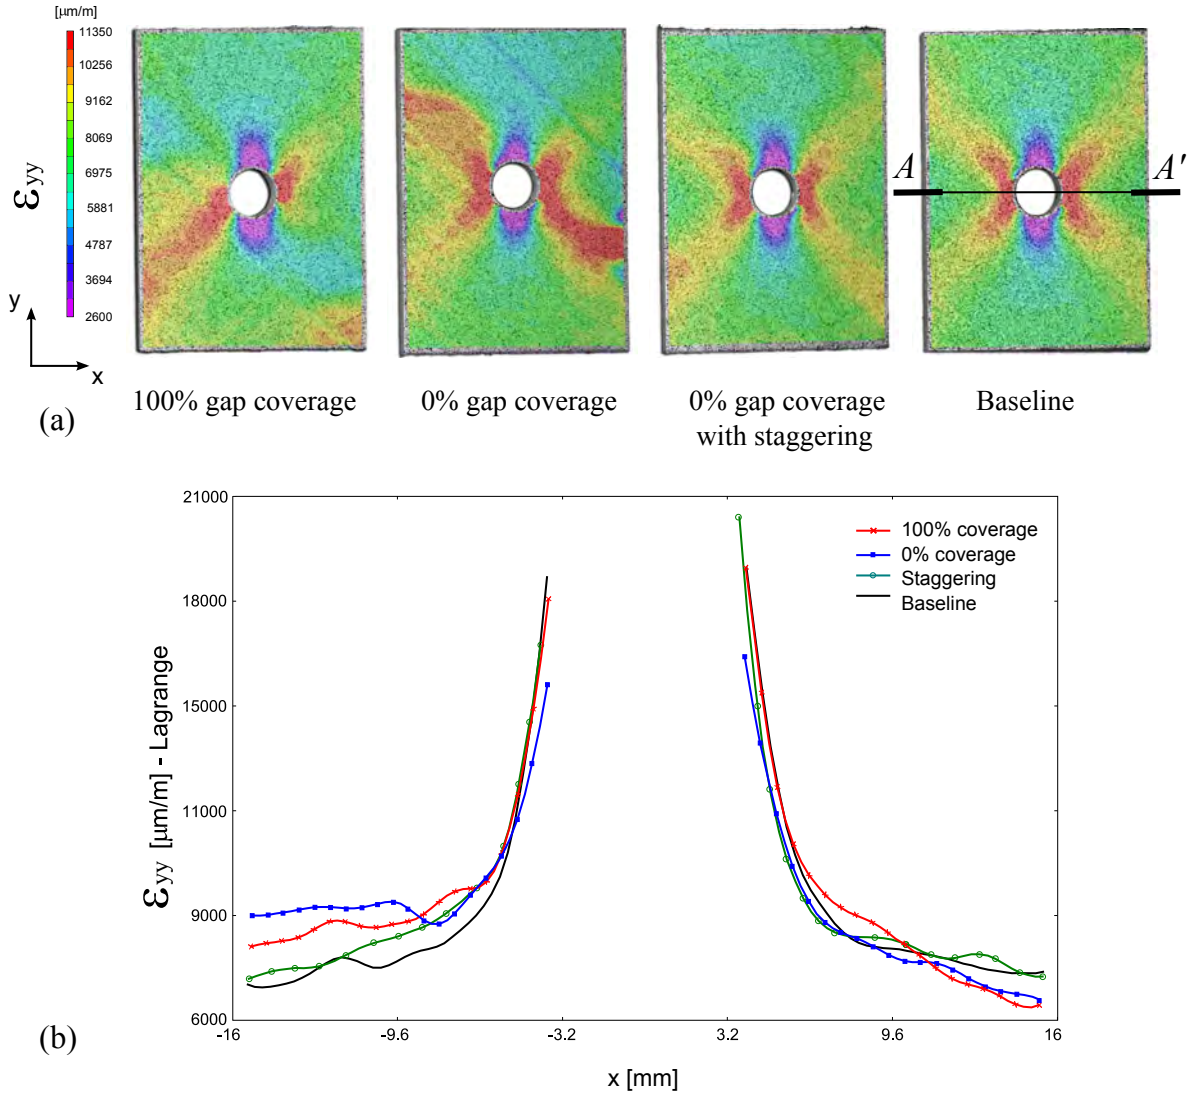 [μm/m]
11350
10256
9162
8069
6975
5881
4787
3694
2600
εyy
y
x
A
A'
100% gap coverage
0% gap coverage
0% gap coverage
with staggering
Baseline
(a)
21000
18000
15000
11000
9000
6000
εyy [μm/m] - Lagrange
100% coverage
0% coverage
Staggering
Baseline
-16
-9.6
-3.2
3.2
9.6
16
x [mm]
(b)